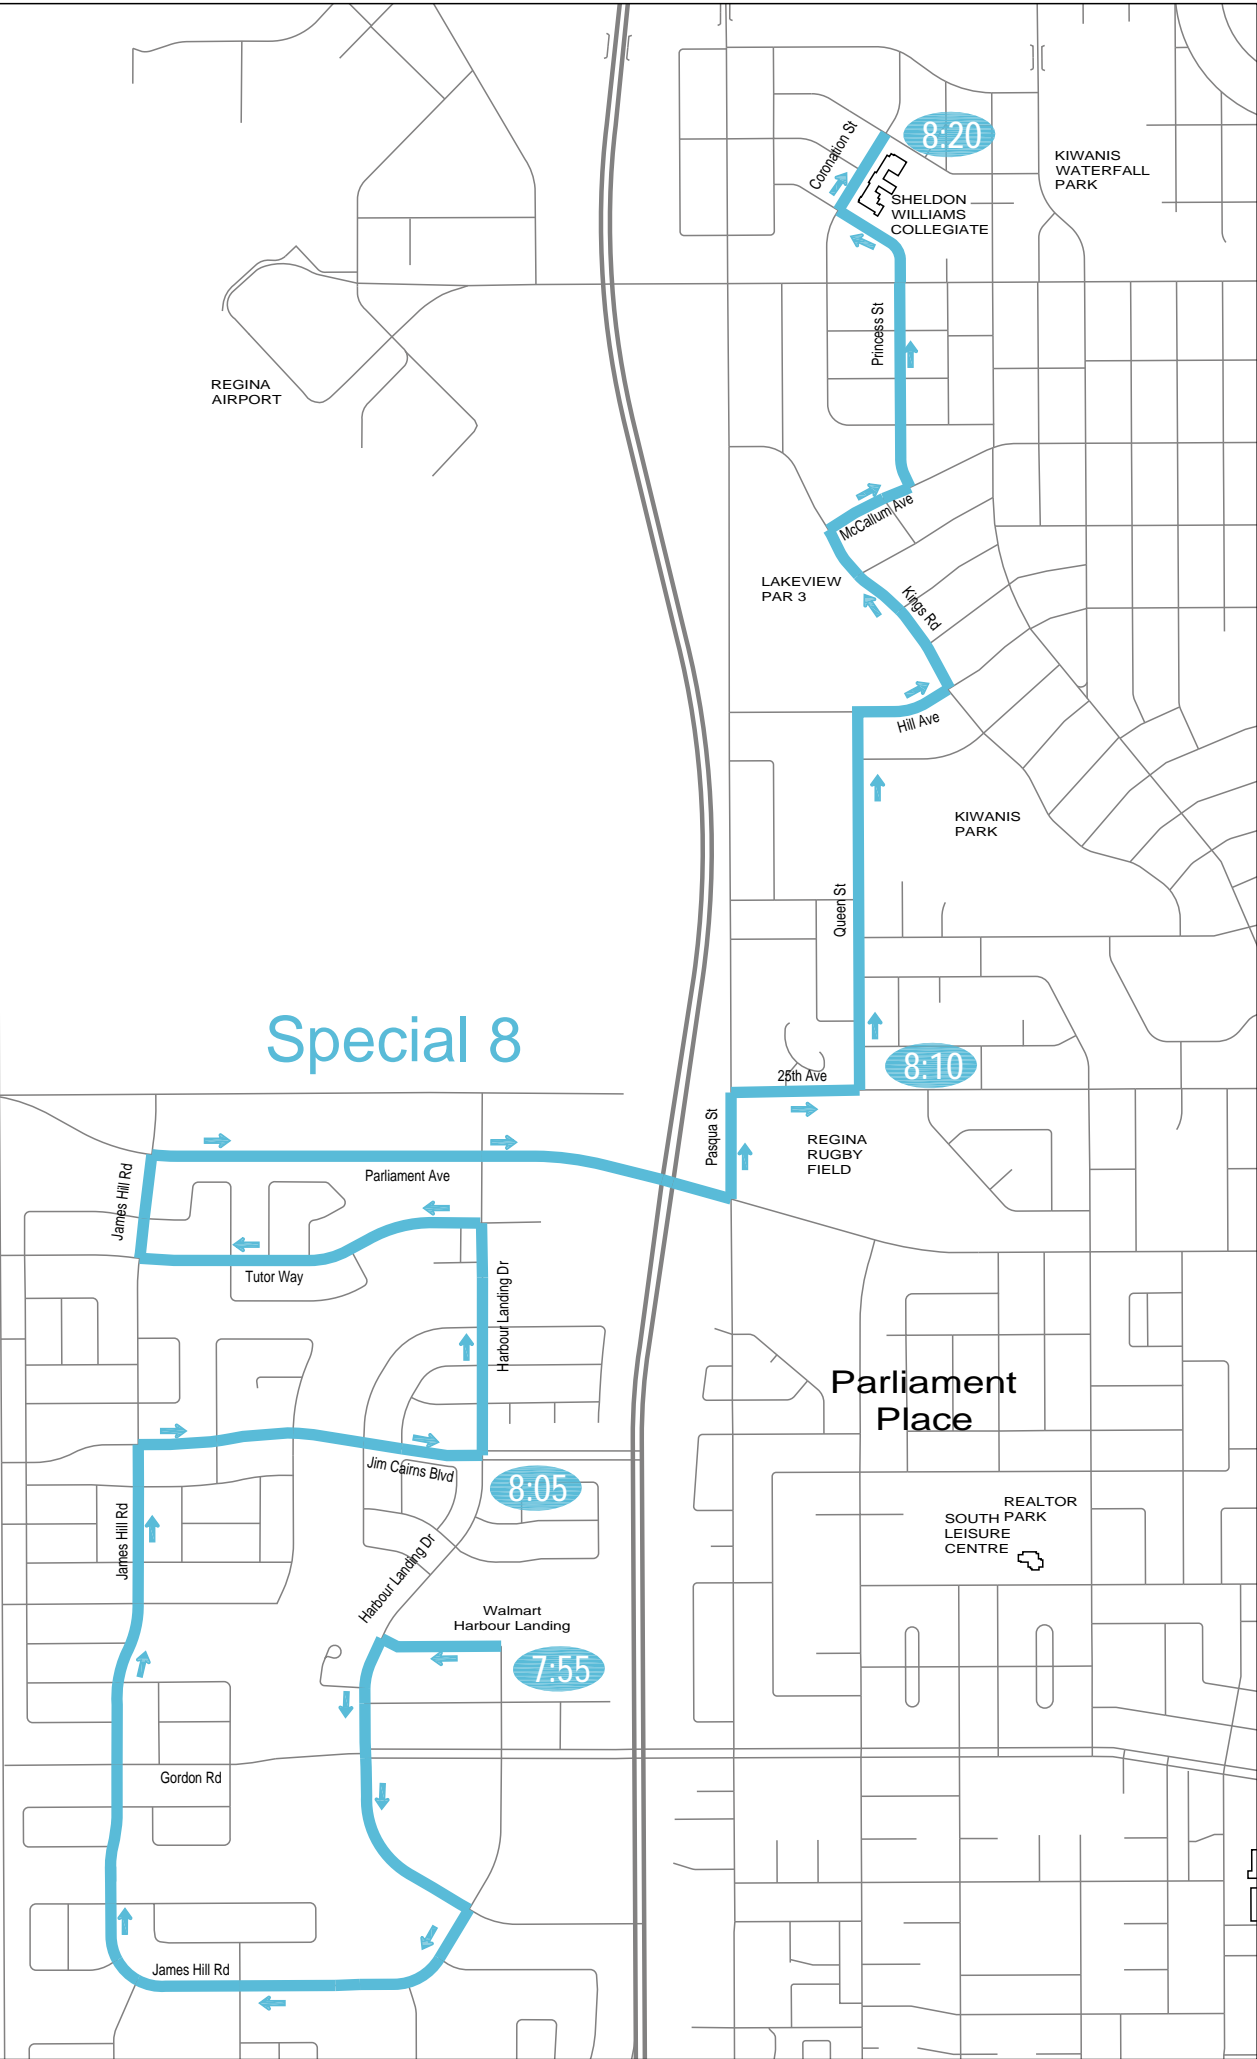 8:20
Coronation St
KIWANIS
WATERFALL
PARK
SHELDON
WILLIAMS
COLLEGIATE
Princess St
REGINA
AIRPORT
McCallum Ave
LAKEVIEW
PAR 3
Kings Rd
Hill Ave
KIWANIS
PARK
Queen St
Special 8
8:10
25th Ave
Pasqua St
REGINA
RUGBY
FIELD
James Hill Rd
Parliament Ave
Tutor Way
Harbour Landing Dr
Parliament
Place
Jim Cairns Blvd
8:05
REALTOR
PARK
SOUTH
LEISURE
CENTRE
James Hill Rd
Harbour Landing Dr
Walmart
Harbour Landing
7:55
Gordon Rd
James Hill Rd